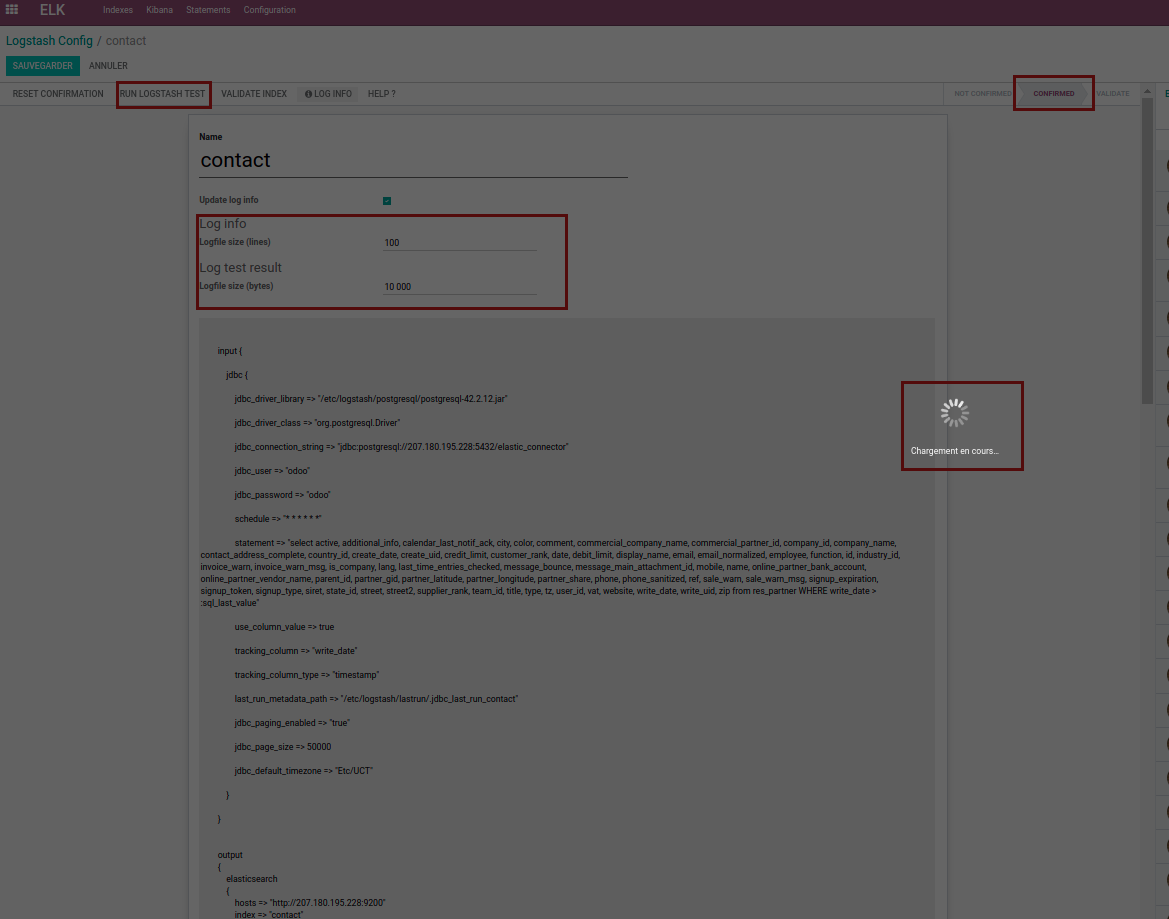 ELK
Indexes Kibana Statements Configuration
Logstash Config / contact
SAUVEGARDER ANNULER
RESET CONFIRMATION RUN LOGSTASH TEST VALIDATE INDEX LOG INFO HELP ? NOT CONFIRMED CONFIRMED VALIDATE
Name
contact
Update log info
Log info
Logfile size (lines) 100
Log test result
Logfile size (bytes) 10 000
input {
jdbc {
jdbc_driver_library => "/etc/logstash/postgresql/postgresql-42.2.12.jar"
jdbc_driver_class => "org.postgresql.Driver"
jdbc_connection_string => "jdbc:postgresql://207.180.195.228:5432/elastic_connector"
jdbc_user => "odoo"
Chargement en cours...
jdbc_password => "odoo"
schedule => "* * * * * *"
statement => "select active, additional_info, calendar_last_notif_ack, city, color, comment, commercial_company_name, commercial_partner_id, company_id, company_name,
contact_address_complete, country_id, create_date, create_uid, credit_limit, customer_rank, date, debit_limit, display_name, email, email_normalized, employee, function, id, industry_id,
invoice_warn, invoice_warn_msg, is_company, lang, last_time_entries_checked, message_bounce, message_main_attachment_id, mobile, name, online_partner_bank_account,
online_partner_vendor_name, parent_id, partner_gid, partner_latitude, partner_longitude, partner_share, phone, phone_sanitized, ref, sale_warn, sale_warn_msg, signup_expiration,
signup_token, signup_type, siret, state_id, street, street2, supplier_rank, team_id, title, type, tz, user_id, vat, website, write_date, write_uid, zip from res_partner WHERE write_date >
:sql_last_value"
use_column_value => true
tracking_column => "write_date"
tracking_column_type => "timestamp"
last_run_metadata_path => "/etc/logstash/lastrun/.jdbc_last_run_contact"
jdbc_paging_enabled => "true"
jdbc_page_size => 50000
jdbc_default_timezone => "Etc/UCT"
}
}
output
{
elasticsearch
{
hosts => "http://207.180.195.228:9200"
index => "contact"